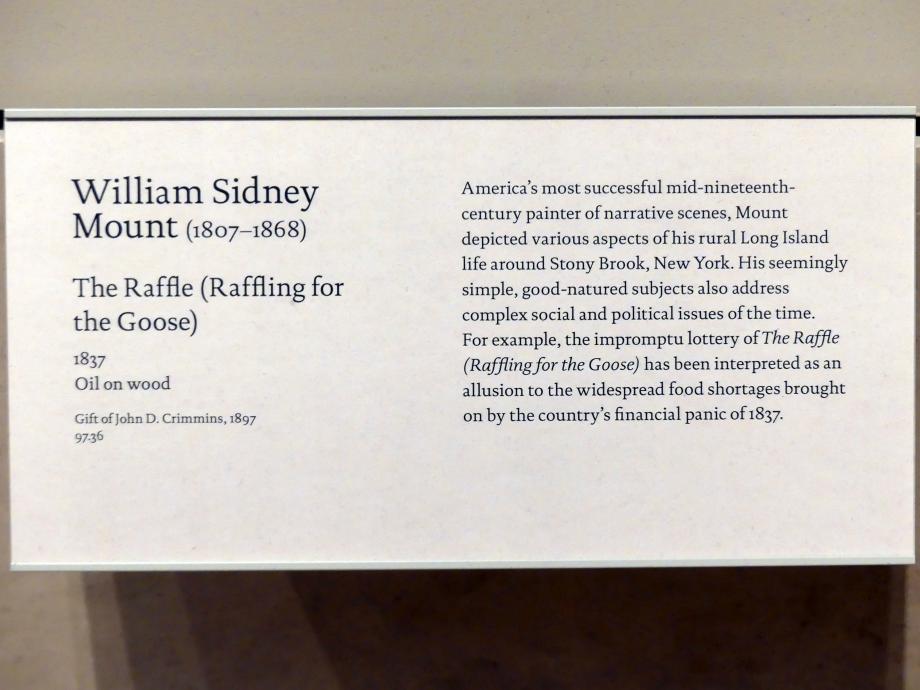 William Sidney
Mount (1807–1868)
The Raffle (Raffling for
the Goose)
1837
Oil on wood
Gift of John D. Crimmins, 1897
97.36
America's most successful mid-nineteenth-
century painter of narrative scenes, Mount
depicted various aspects of his rural Long Island
life around Stony Brook, New York. His seemingly
simple, good-natured subjects also address
complex social and political issues of the time.
For example, the impromptu lottery of The Raffle
(Raffling for the Goose) has been interpreted as an
allusion to the widespread food shortages brought
on by the country's financial panic of 1837.